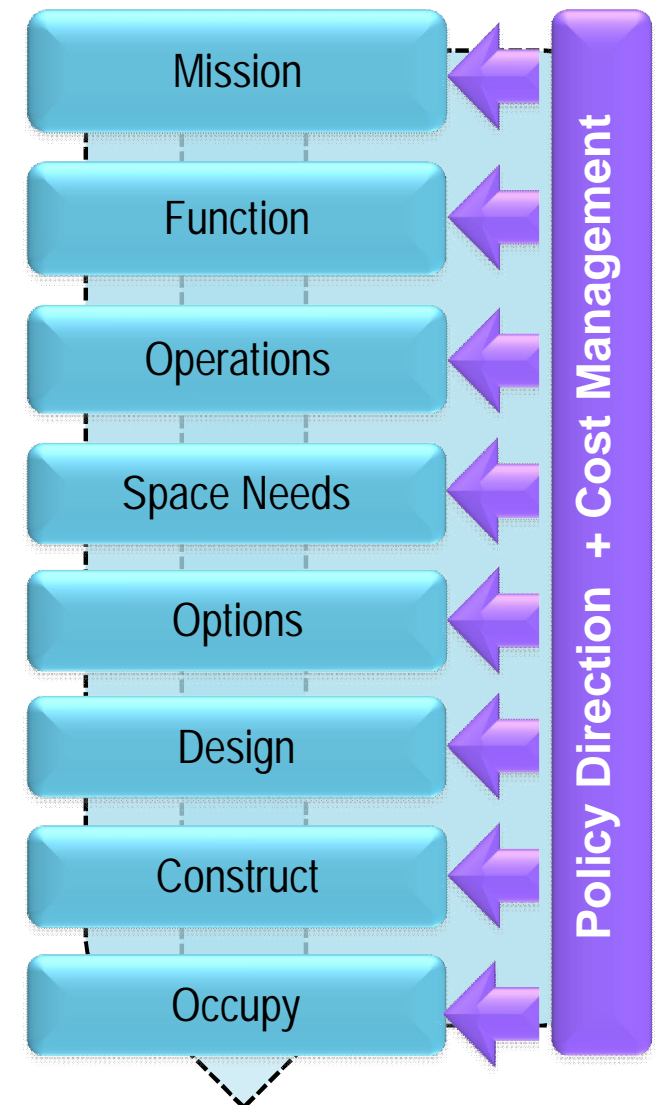 Mission
Function
Operations
Space Needs
Options
Design
Construct
Occupy
Policy Direction + Cost Management